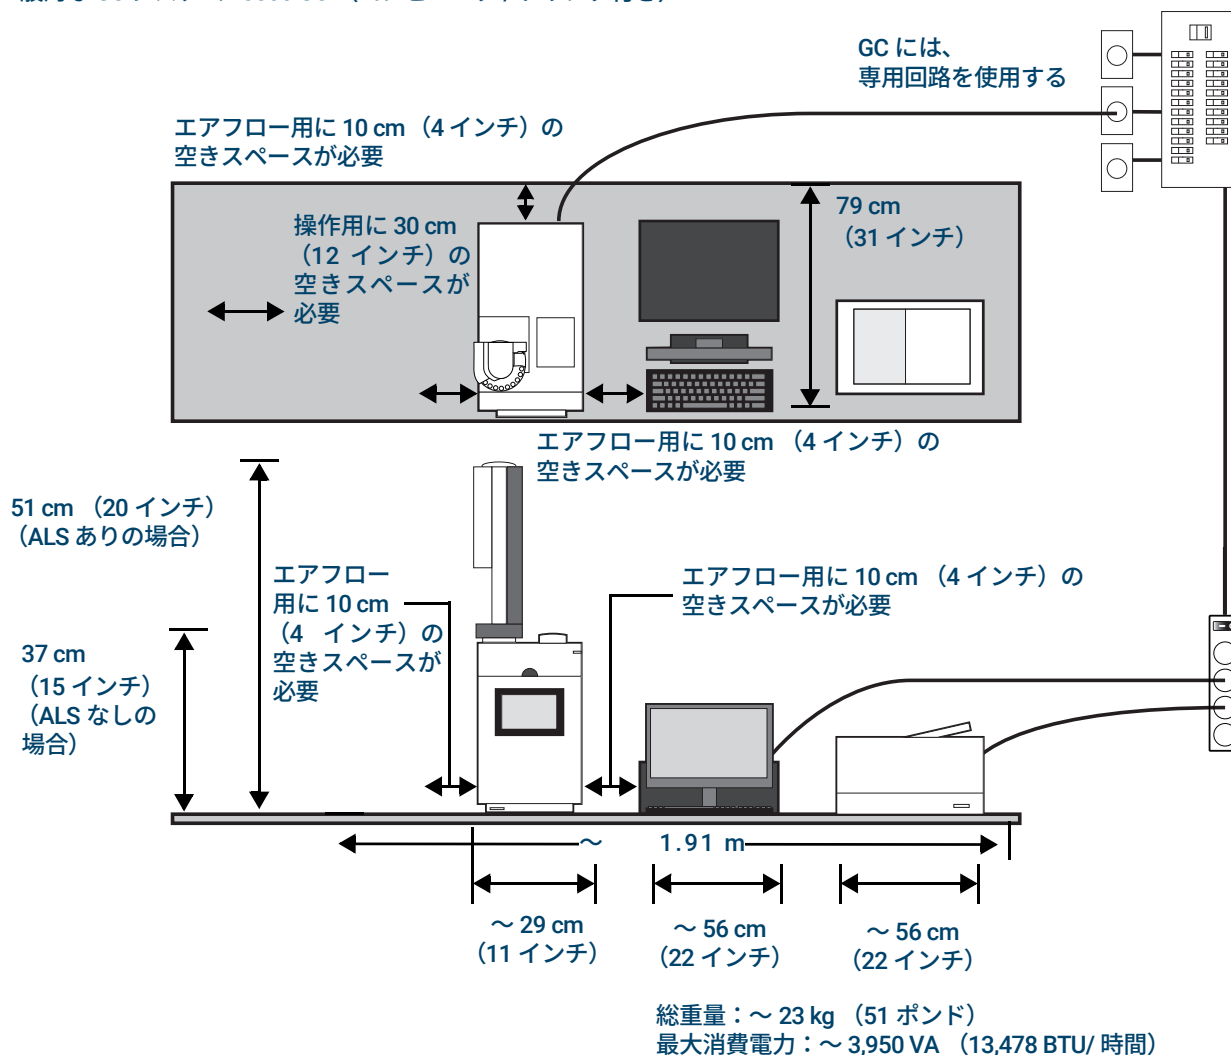 GC には、
専用回路を使用する
エアフロー用に 10 cm （4 インチ）の
空きスペースが必要
操作用に 30 cm
（12 インチ）の
空きスペースが
必要
79 cm
（31 インチ）
エアフロー用に 10 cm （4 インチ）の
空きスペースが必要
51 cm （20 インチ）
（ALS ありの場合）
エアフロー
用に 10 cm
（4 インチ）の
空きスペースが
必要
エアフロー用に 10 cm （4 インチ）の
空きスペースが必要
37 cm
（15 インチ）
（ALS なしの
場合）
～ 1.91 m
～ 29 cm
（11 インチ）
～ 56 cm
（22 インチ）
～ 56 cm
（22 インチ）
総重量：～ 23 kg （51 ポンド）
最大消費電力：～ 3,950 VA （13,478 BTU/ 時間）